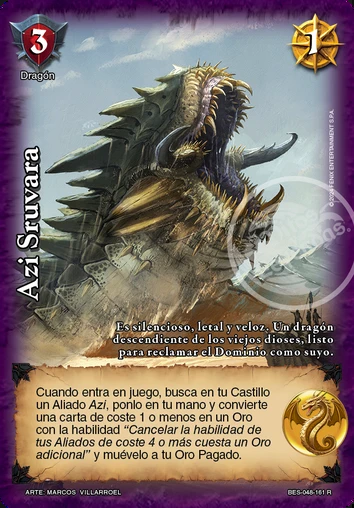 3
1
Dragón
© 2023 FENIX ENTERTAINMENT S.P.A.
Azi Sruvara
Es silencioso, letal y veloz. Un dragón
descendiente de los viejos dioses, listo
para reclamar el Dominio como suyo.
Cuando entra en juego, busca en tu Castillo
un Aliado Azi, ponlo en tu mano y convierte
una carta de coste 1 o menos en un Oro
con la habilidad “Cancelar la habilidad de
tus Aliados de coste 4 o más cuesta un Oro
adicional” y muévelo a tu Oro Pagado.
ARTE: MARCOS VILLARROEL
BES-048-161 R